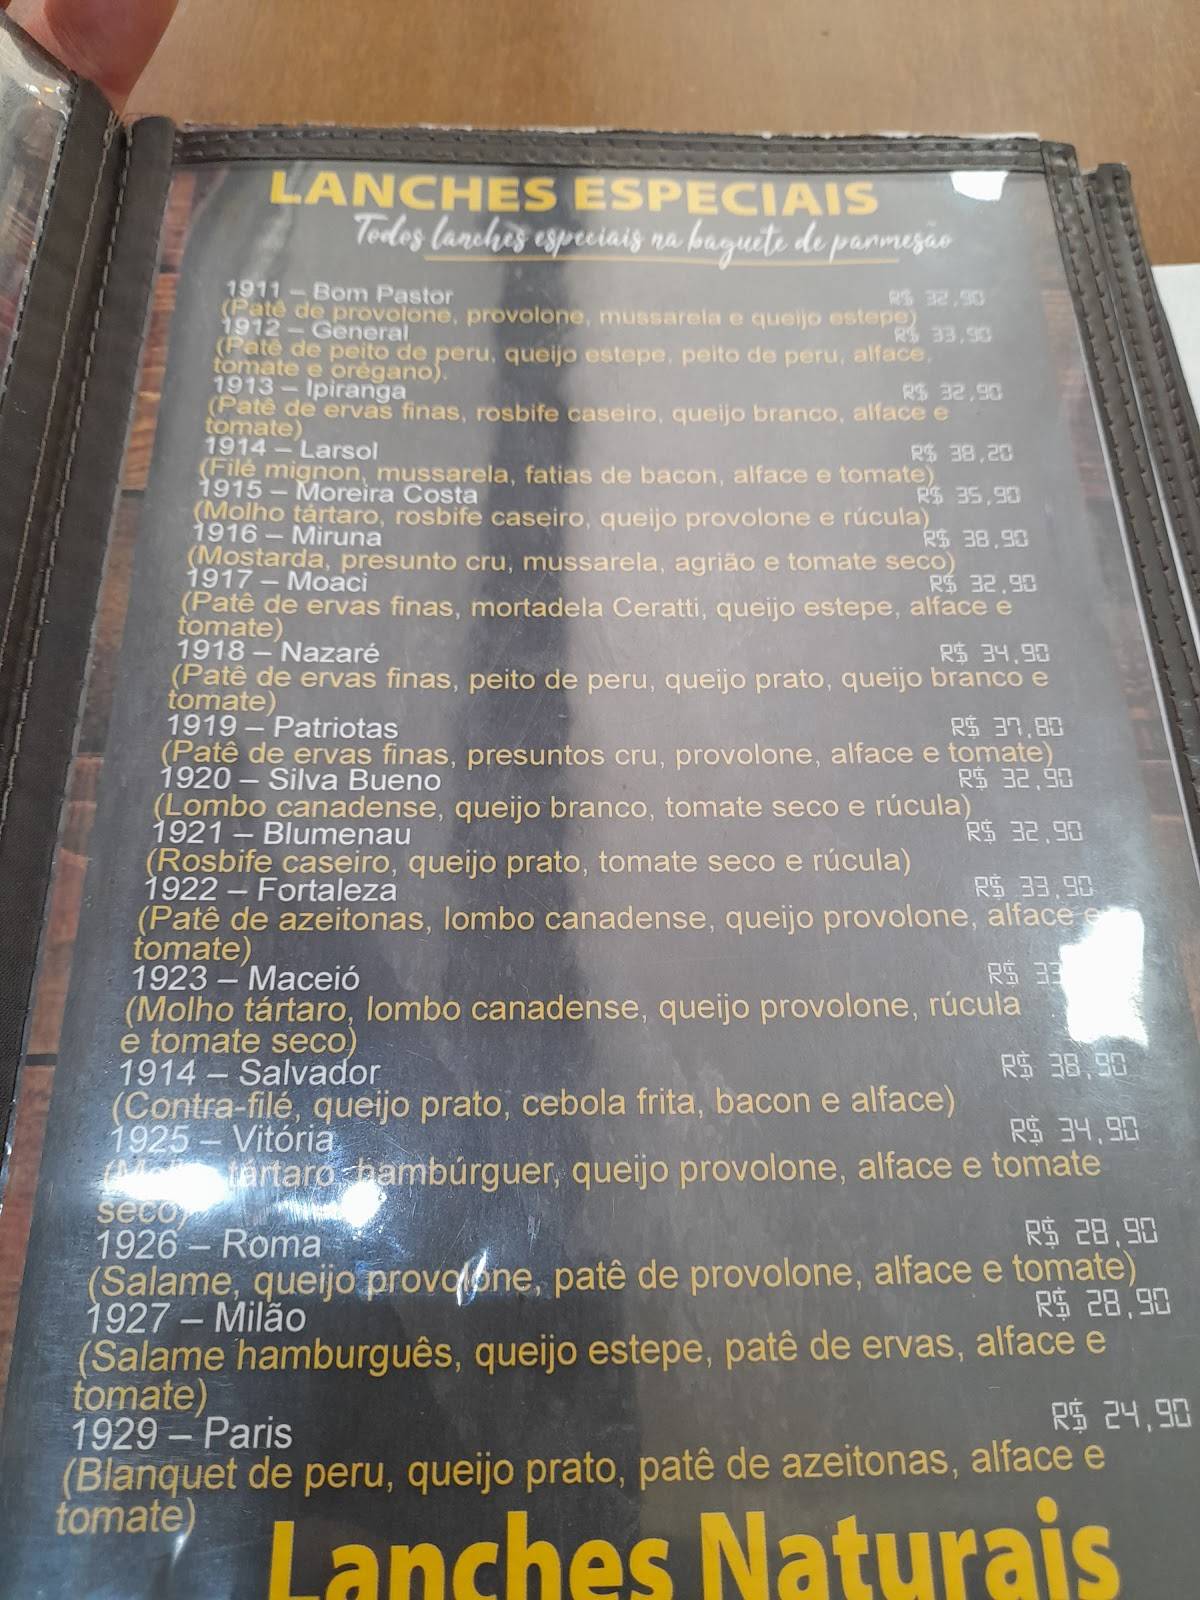 LANCHES ESPECIAIS
Todos lanches especiais na baguete de parmesão
1911 – Bom Pastor R$ 32,90
(Patê de provolone, provolone, mussarela e queijo estepe)
1912 – General R$ 33,90
(Patê de peito de peru, queijo estepe, peito de peru, alface,
tomate e orégano).
1913 – Ipiranga R$ 32,90
(Patê de ervas finas, rosbife caseiro, queijo branco, alface e
tomate)
1914 – Larsol R$ 38,20
(Filé mignon, mussarela, fatias de bacon, alface e tomate)
1915 – Moreira Costa R$ 35,90
(Molho tártaro, rosbife caseiro, queijo provolone e rúcula)
1916 – Miruna R$ 38,90
(Mostarda, presunto cru, mussarela, agrião e tomate seco)
1917 – Moaci R$ 32,90
(Patê de ervas finas, mortadela Ceratti, queijo estepe, alface e
tomate)
1918 – Nazaré R$ 34,90
(Patê de ervas finas, peito de peru, queijo prato, queijo branco e
tomate)
1919 – Patriotas R$ 37,80
(Patê de ervas finas, presuntos cru, provolone, alface e tomate)
1920 – Silva Bueno R$ 32,90
(Lombo canadense, queijo branco, tomate seco e rúcula)
1921 – Blumenau R$ 32,90
(Rosbife caseiro, queijo prato, tomate seco e rúcula)
1922 – Fortaleza R$ 33,90
(Patê de azeitonas, lombo canadense, queijo provolone, alface e
tomate)
1923 – Maceió R$ 33
(Molho tártaro, lombo canadense, queijo provolone, rúcula
e tomate seco)
1914 – Salvador R$ 38,90
(Contra-filé, queijo prato, cebola frita, bacon e alface)
1925 – Vitória R$ 34,90
tártaro, hambúrguer, queijo provolone, alface e tomate
seco)
1926 – Roma R$ 28,90
(Salame, queijo provolone, patê de provolone, alface e tomate)
1927 – Milão R$ 28,90
(Salame hamburguês, queijo estepe, patê de ervas, alface e
tomate)
1929 – Paris R$ 24,90
(Blanquet de peru, queijo prato, patê de azeitonas, alface e
tomate)
Lanches Naturais